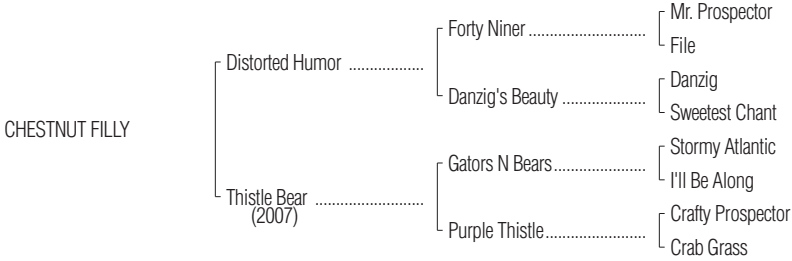 Mr. Prospector
Forty Niner ............................
File
Distorted Humor ..................
Danzig
Danzig's Beauty ....................
Sweetest Chant
CHESTNUT FILLY
Stormy Atlantic
Gators N Bears......................
I'll Be Along
Thistle Bear ..........................
(2007)
Crafty Prospector
Purple Thistle........................
Crab Grass